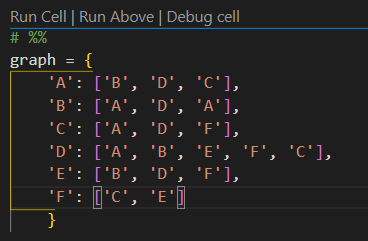 Run Cell | Run Above | Debug cell
# %%
graph = {
    'A': ['B', 'D', 'C'],
    'B': ['A', 'D', 'A'],
    'C': ['A', 'D', 'F'],
    'D': ['A', 'B', 'E', 'F', 'C'],
    'E': ['B', 'D', 'F'],
    'F': ['C', 'E']
    }